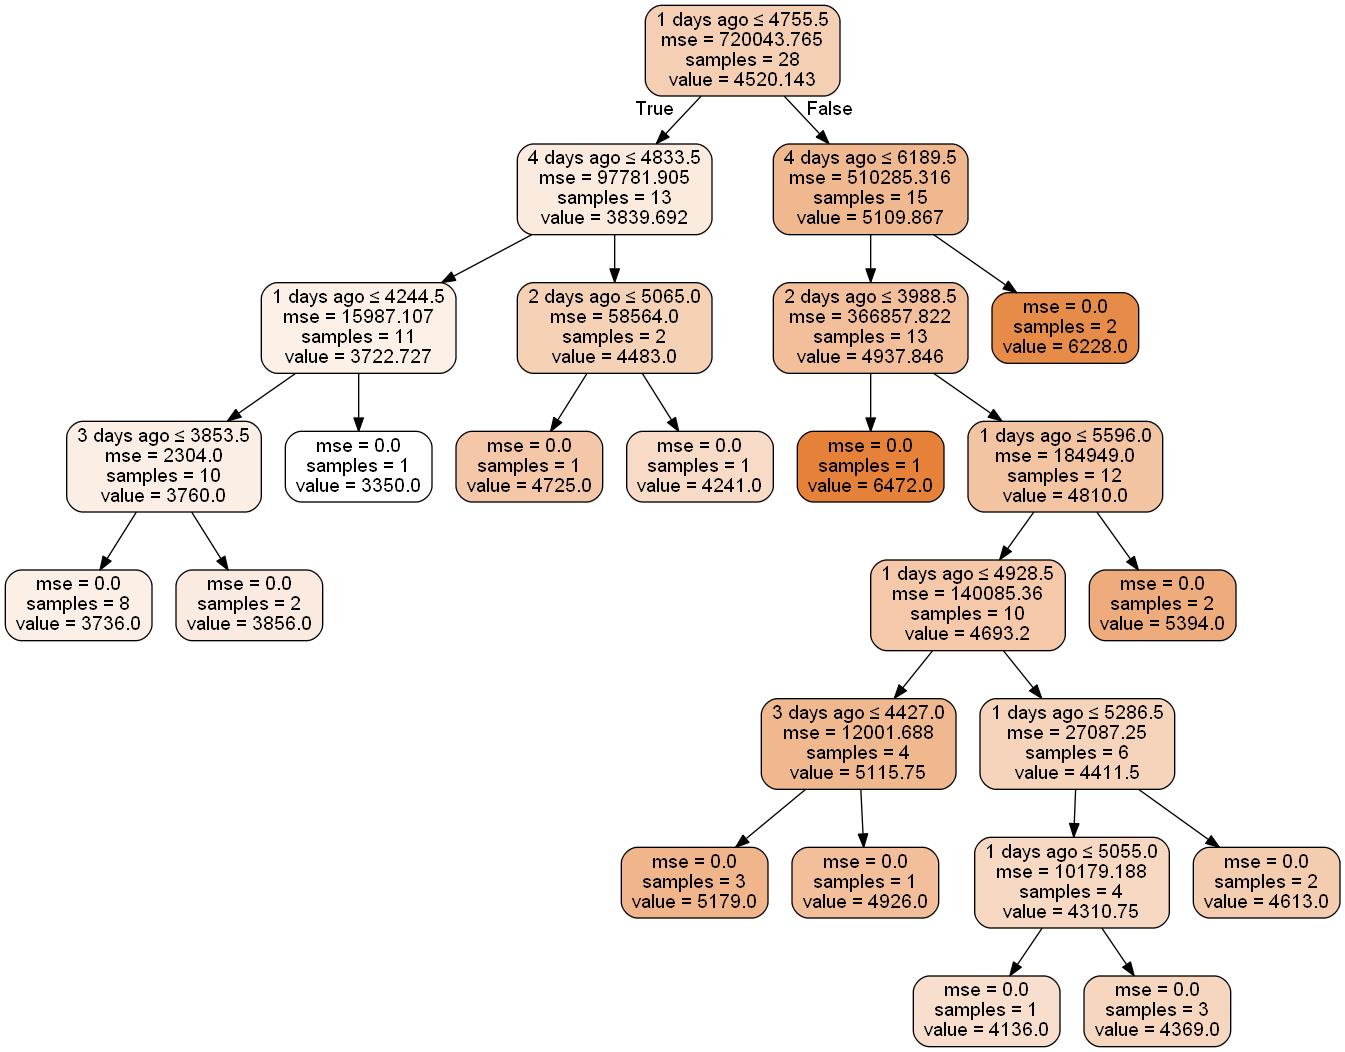 1 days ago ≤ 4755.5
mse = 720043.765
samples = 28
value = 4520.143
True
False
4 days ago ≤ 4833.5
mse = 97781.905
samples = 13
value = 3839.692
4 days ago ≤ 6189.5
mse = 510285.316
samples = 15
value = 5109.867
1 days ago ≤ 4244.5
mse = 15987.107
samples = 11
value = 3722.727
2 days ago ≤ 5065.0
mse = 58564.0
samples = 2
value = 4483.0
2 days ago ≤ 3988.5
mse = 366857.822
samples = 13
value = 4937.846
mse = 0.0
samples = 2
value = 6228.0
3 days ago ≤ 3853.5
mse = 2304.0
samples = 10
value = 3760.0
mse = 0.0
samples = 1
value = 3350.0
mse = 0.0
samples = 1
value = 4725.0
mse = 0.0
samples = 1
value = 4241.0
mse = 0.0
samples = 1
value = 6472.0
1 days ago ≤ 5596.0
mse = 184949.0
samples = 12
value = 4810.0
mse = 0.0
samples = 8
value = 3736.0
mse = 0.0
samples = 2
value = 3856.0
1 days ago ≤ 4928.5
mse = 140085.36
samples = 10
value = 4693.2
mse = 0.0
samples = 2
value = 5394.0
3 days ago ≤ 4427.0
mse = 12001.688
samples = 4
value = 5115.75
1 days ago ≤ 5286.5
mse = 27087.25
samples = 6
value = 4411.5
mse = 0.0
samples = 3
value = 5179.0
mse = 0.0
samples = 1
value = 4926.0
1 days ago ≤ 5055.0
mse = 10179.188
samples = 4
value = 4310.75
mse = 0.0
samples = 2
value = 4613.0
mse = 0.0
samples = 1
value = 4136.0
mse = 0.0
samples = 3
value = 4369.0